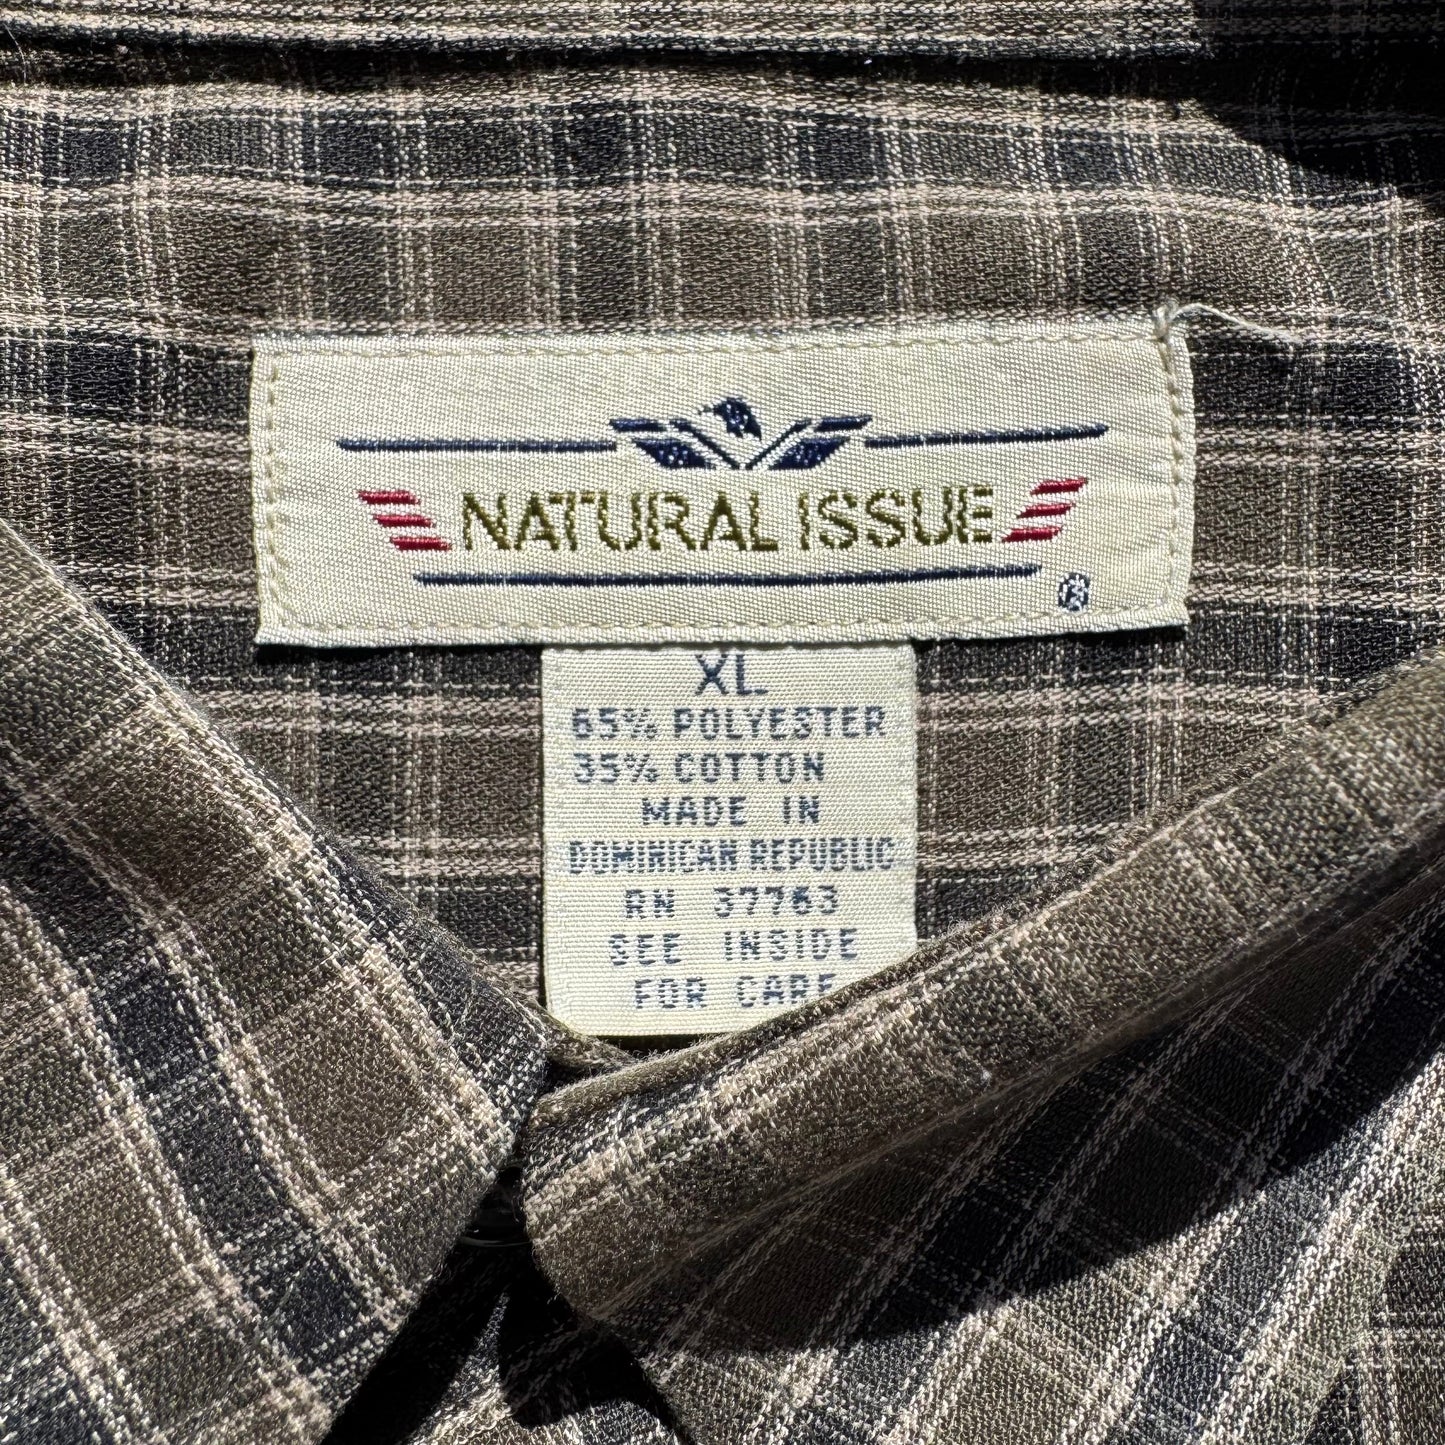 NATURAL ISSUE
®
XL
65% POLYESTER
35% COTTON
MADE IN
DOMINICAN REPUBLIC
RN 37763
SEE INSIDE
FOR CARE